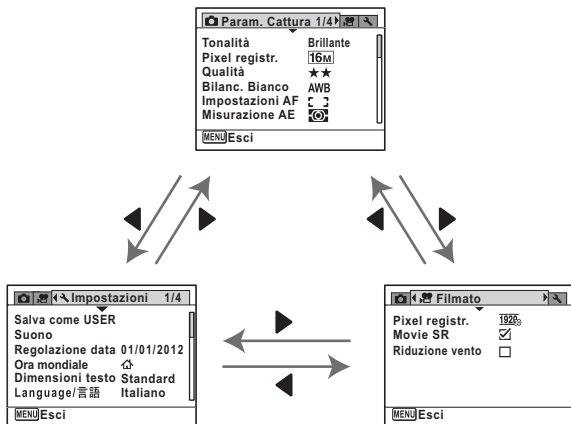 Param. Cattura 1/4
Tonalità Brillante
Pixel registr. 16M
Qualità ★★
Bilanc. Bianco AWB
Impostazioni AF
Misurazione AE
MENU Esci
Impostazioni 1/4
Salva come USER
Suono
Regolazione data 01/01/2012
Ora mondiale
Dimensioni testo Standard
Language/言語 Italiano
MENU Esci
Filmato
Pixel registr. 1920
Movie SR
Riduzione vento
MENU Esci